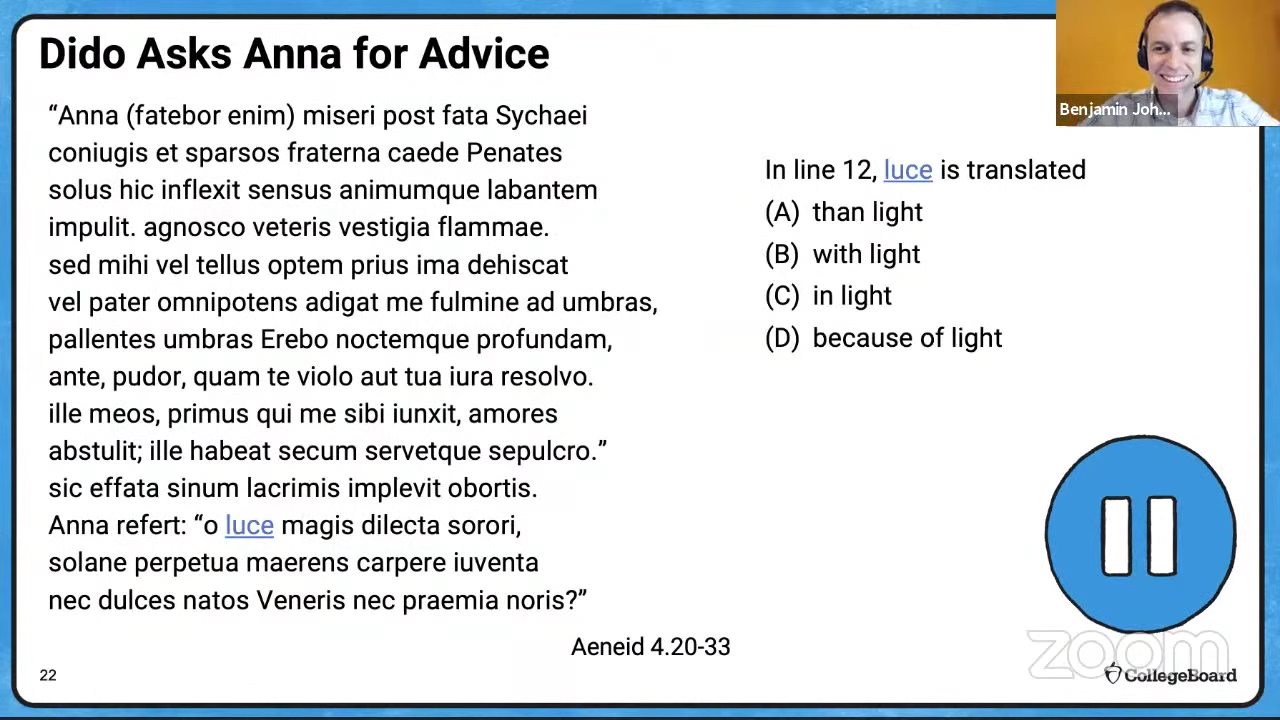 Dido Asks Anna for Advice
Benjamin Joh...
“Anna (fatebor enim) miseri post fata Sychaei
coniugis et sparsos fraterna caede Penates
solus hic inflexit sensus animumque labantem
impulit. agnosco veteris vestigia flammae.
sed mihi vel tellus optem prius ima dehiscat
vel pater omnipotens adigat me fulmine ad umbras,
pallentes umbras Erebo noctemque profundam,
ante, pudor, quam te violo aut tua iura resolvo.
ille meos, primus qui me sibi iunxit, amores
abstulit; ille habeat secum servetque sepulcro.”
sic effata sinum lacrimis implevit obortis.
Anna refert: “o luce magis dilecta sorori,
solane perpetua maerens carpere iuventa
nec dulces natos Veneris nec praemia noris?”
Aeneid 4.20-33
In line 12, luce is translated
(A) than light
(B) with light
(C) in light
(D) because of light
22
zoom
CollegeBoard